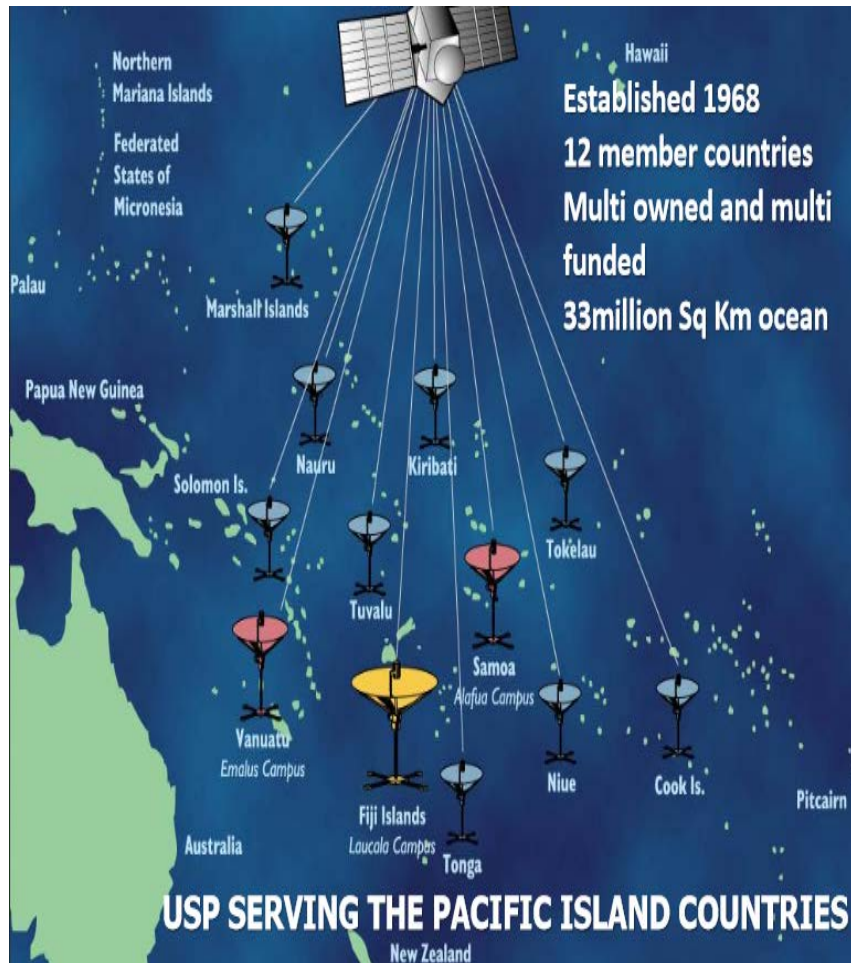 Northern
Mariana Islands
Federated
States of
Micronesia
Hawaii
Established 1968
12 member countries
Multi owned and multi
funded
33million Sq Km ocean
Palau
Marshall Islands
Papua New Guinea
Nauru
Kiribati
Solomon Is.
Tokelau
Tuvalu
Samoa
Alafua Campus
Vanuatu
Emalus Campus
Niue
Cook Is.
Pitcairn
Fiji Islands
Laucala Campus
Tonga
Australia
USP SERVING THE PACIFIC ISLAND COUNTRIES
New Zealand